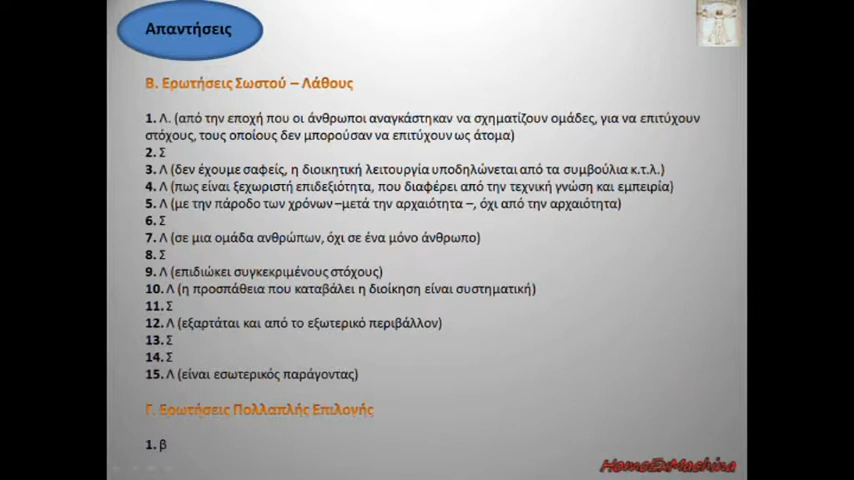 Απαντήσεις
Β. Ερωτήσεις Σωστού – Λάθους
1. Λ. (από την εποχή που οι άνθρωποι αναγκάστηκαν να σχηματίζουν ομάδες, για να επιτύχουν
στόχους, τους οποίους δεν μπορούσαν να επιτύχουν ως άτομα)
2. Σ
3. Λ (δεν έχουμε σαφείς, η διοικητική λειτουργία υποδηλώνεται από τα συμβούλια κ.τ.λ.)
4. Λ (πως είναι ξεχωριστή επιδεξιότητα, που διαφέρει από την τεχνική γνώση και εμπειρία)
5. Λ (με την πάροδο των χρόνων –μετά την αρχαιότητα –, όχι από την αρχαιότητα)
6. Σ
7. Λ (σε μια ομάδα ανθρώπων, όχι σε ένα μόνο άνθρωπο)
8. Σ
9. Λ (επιδιώκει συγκεκριμένους στόχους)
10. Λ (η προσπάθεια που καταβάλει η διοίκηση είναι συστηματική)
11. Σ
12. Λ (εξαρτάται και από το εξωτερικό περιβάλλον)
13. Σ
14. Σ
15. Λ (είναι εσωτερικός παράγοντας)
Γ. Ερωτήσεις Πολλαπλής Επιλογής
1. β
HomoExMachina